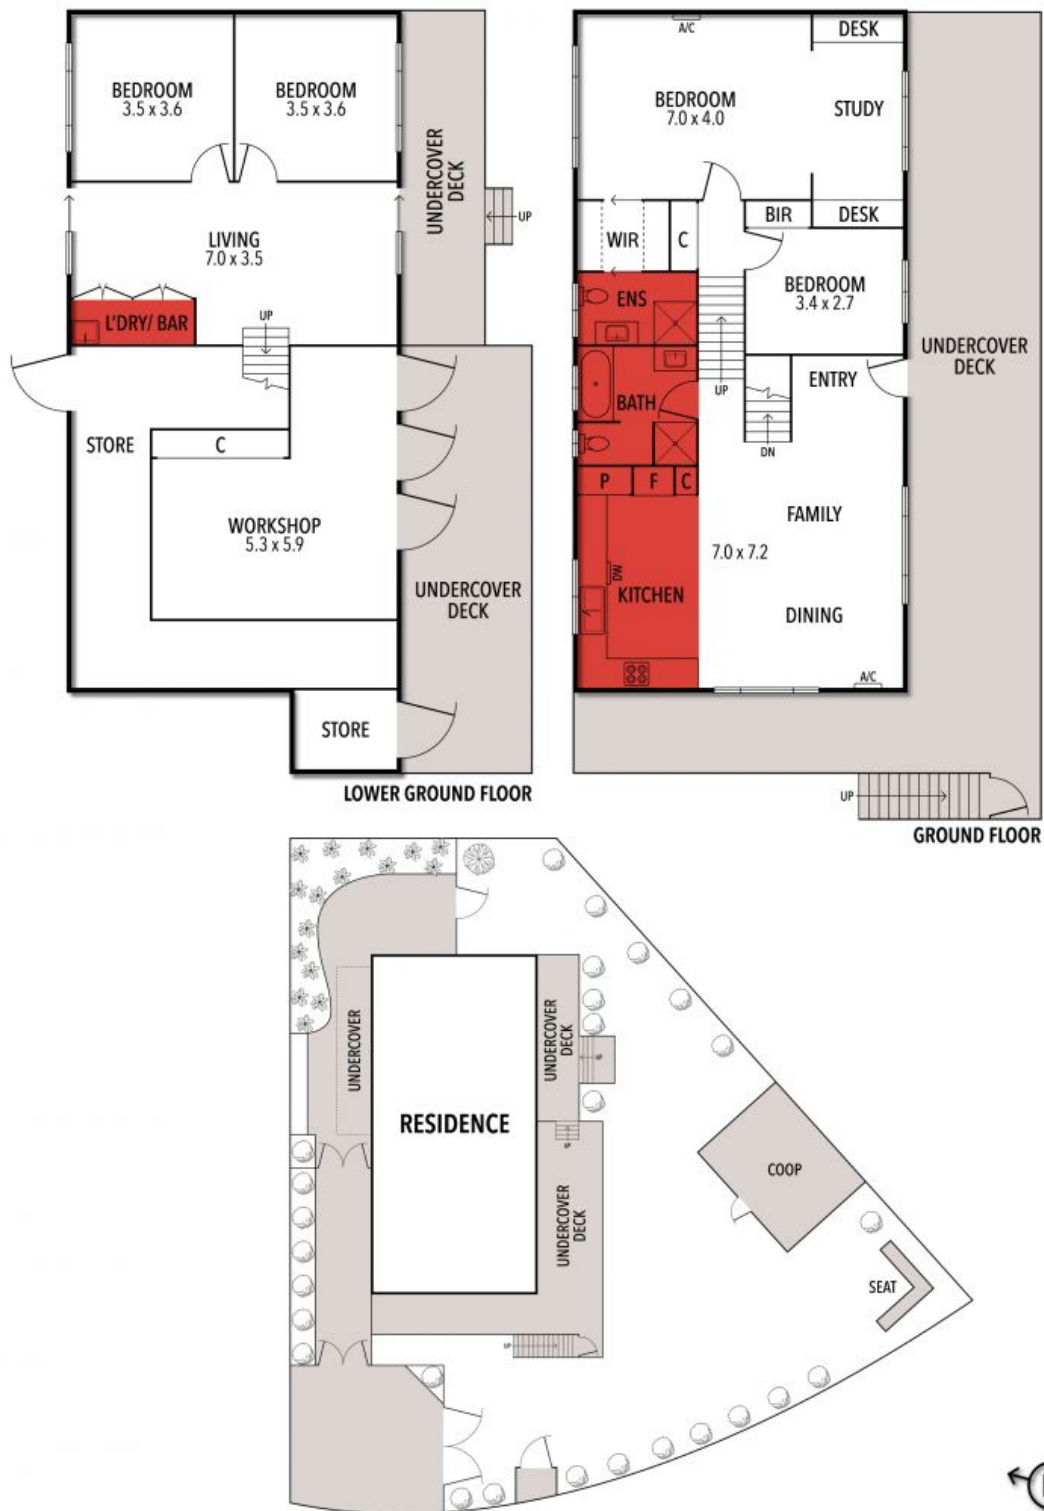 BEDROOM
3.5 x 3.6
BEDROOM
3.5 x 3.6
UNDERCOVER
DECK
UP
LIVING
7.0 x 3.5
L'DRY/ BAR
UP
STORE
C
WORKSHOP
5.3 x 5.9
UNDERCOVER
DECK
STORE
LOWER GROUND FLOOR
A/C
DESK
BEDROOM
7.0 x 4.0
STUDY
BIR
DESK
WIR
C
BEDROOM
3.4 x 2.7
ENS
UNDERCOVER
DECK
ENTRY
UP
BATH
DN
P
F
C
FAMILY
7.0 x 7.2
DW
KITCHEN
DINING
A/C
UP
GROUND FLOOR
UNDERCOVER
UNDERCOVER
DECK
UP
RESIDENCE
UP
COOP
UNDERCOVER
DECK
SEAT
UP